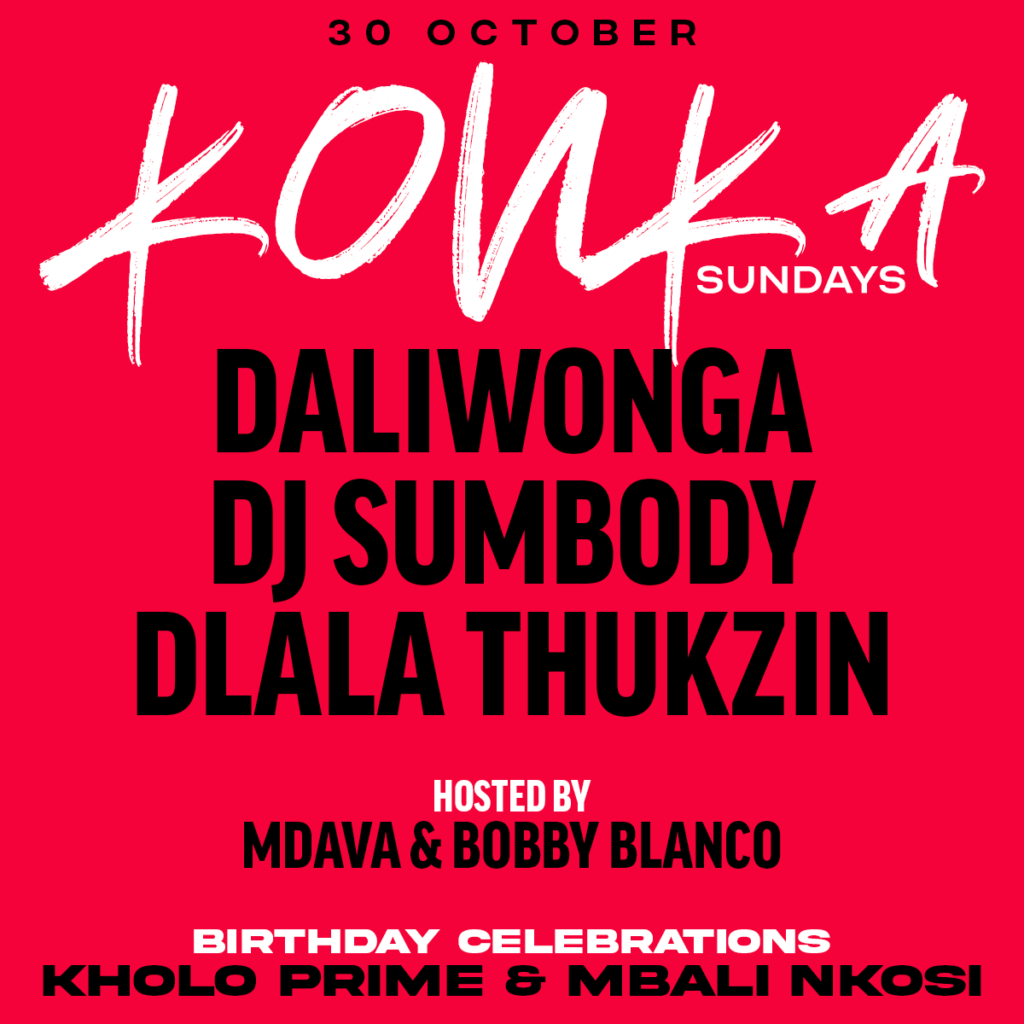 30 OCTOBER
KONKA
SUNDAYS
DALIWONGA
DJ SUMBODY
DLALA THUKZIN
HOSTED BY
MDAVA & BOBBY BLANCO
BIRTHDAY CELEBRATIONS
KHOLO PRIME & MBALI NKOSI